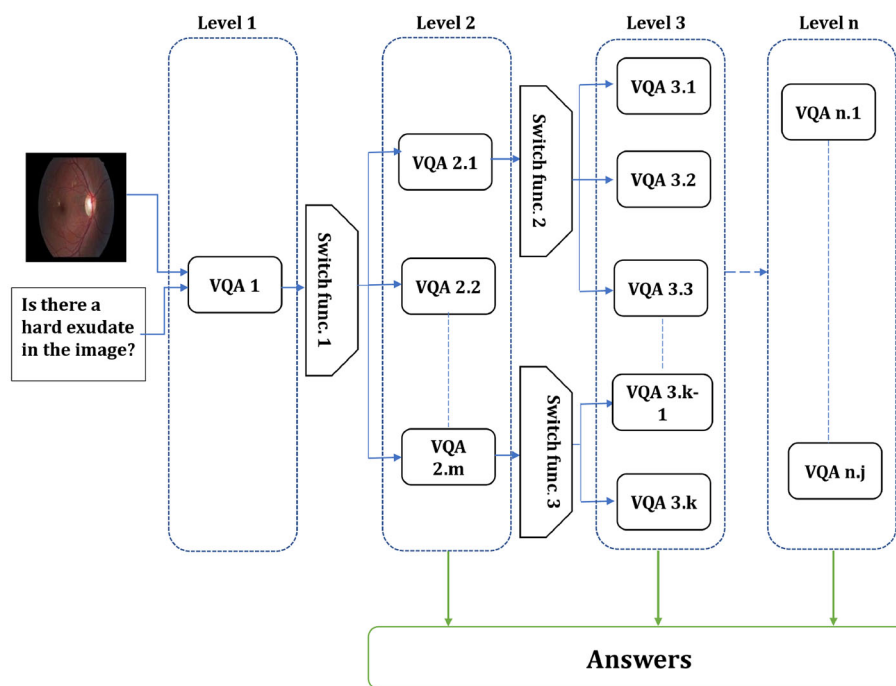 Level 1
Level 2
Level 3
Level n
VQA 3.1
VQA n.1
Switch func. 2
VQA 2.1
VQA 3.2
Switch func. 1
VQA 1
VQA 2.2
VQA 3.3
Is there a
hard exudate
in the image?
VQA 3.k-
1
Switch func. 3
VQA
2.m
VQA n.j
VQA 3.k
Answers